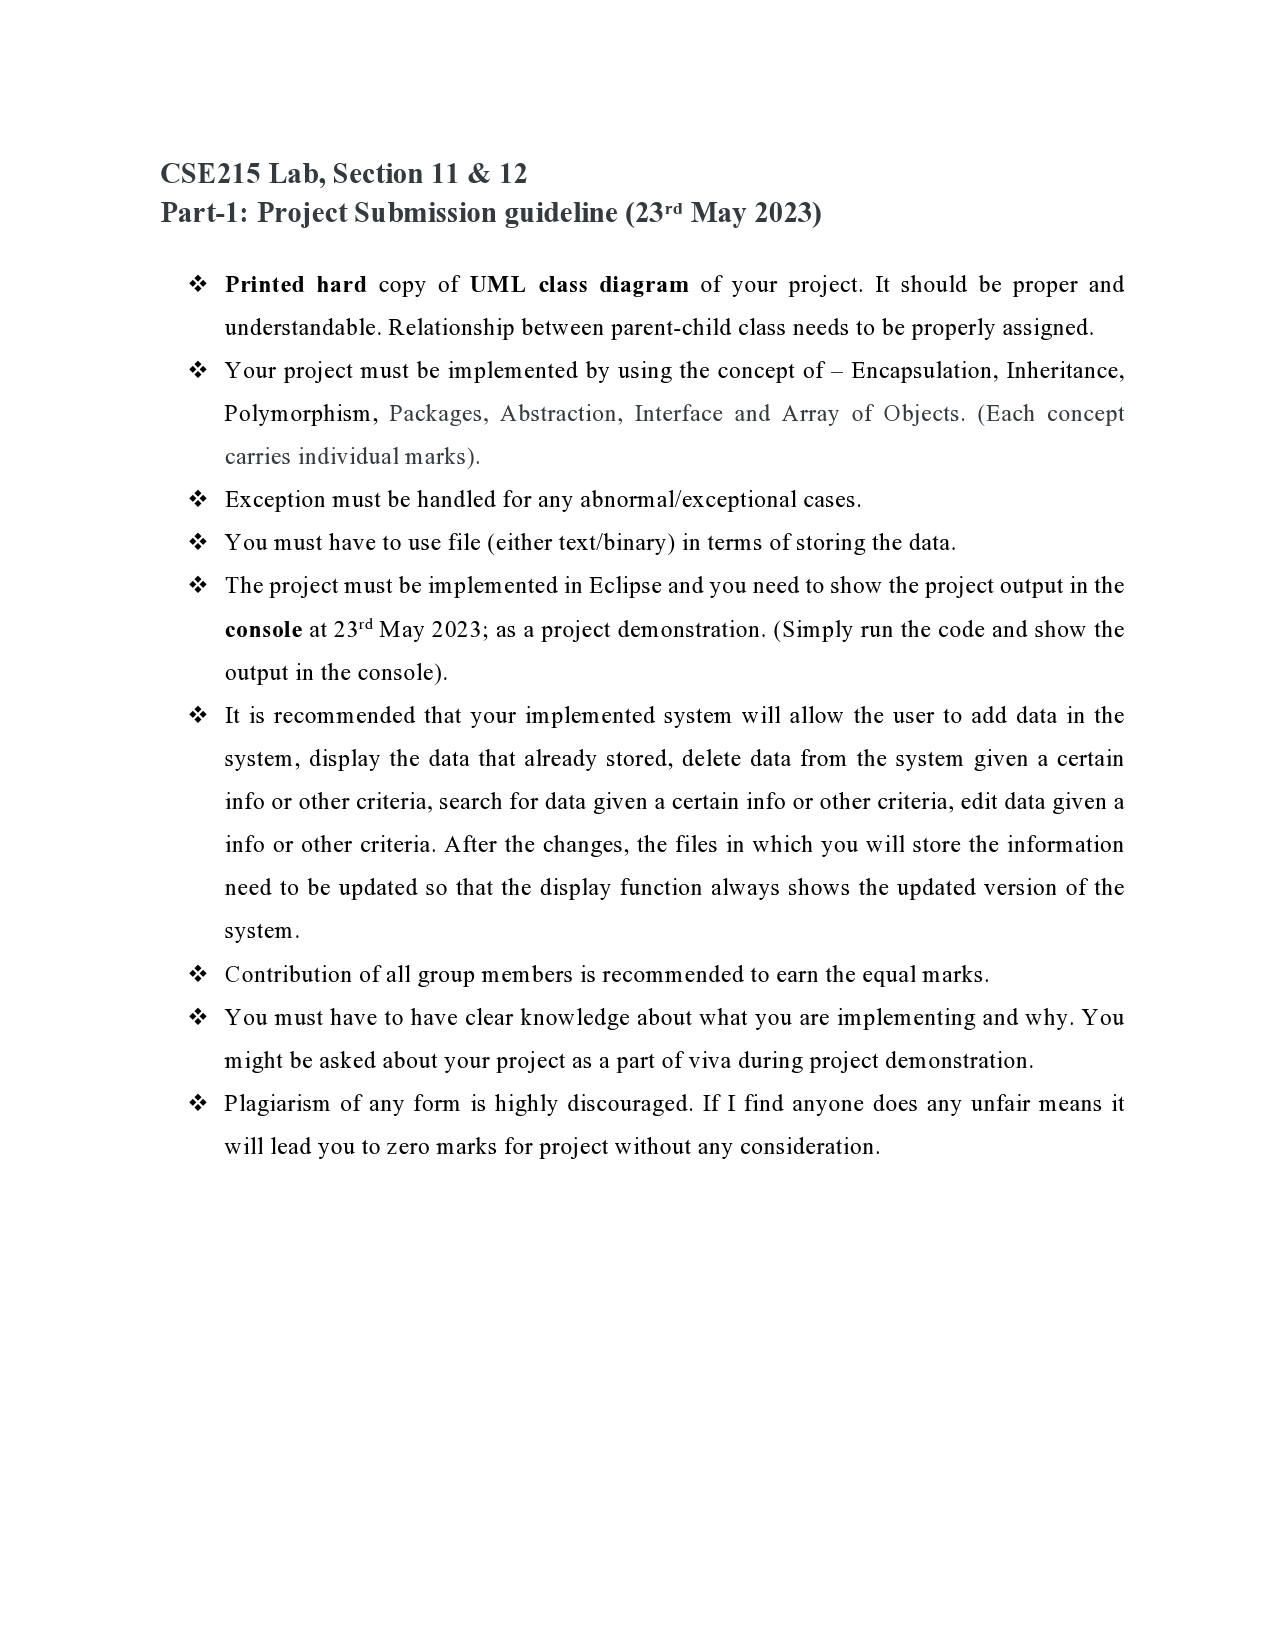 CSE215 Lab, Section 11 & 12
Part-1: Project Submission guideline (23rd May 2023)
❖ Printed hard copy of UML class diagram of your project. It should be proper and
understandable. Relationship between parent-child class needs to be properly assigned.
❖ Your project must be implemented by using the concept of – Encapsulation, Inheritance,
Polymorphism, Packages, Abstraction, Interface and Array of Objects. (Each concept
carries individual marks).
❖ Exception must be handled for any abnormal/exceptional cases.
❖ You must have to use file (either text/binary) in terms of storing the data.
❖ The project must be implemented in Eclipse and you need to show the project output in the
console at 23rd May 2023; as a project demonstration. (Simply run the code and show the
output in the console).
❖ It is recommended that your implemented system will allow the user to add data in the
system, display the data that already stored, delete data from the system given a certain
info or other criteria, search for data given a certain info or other criteria, edit data given a
info or other criteria. After the changes, the files in which you will store the information
need to be updated so that the display function always shows the updated version of the
system.
❖ Contribution of all group members is recommended to earn the equal marks.
❖ You must have to have clear knowledge about what you are implementing and why. You
might be asked about your project as a part of viva during project demonstration.
❖ Plagiarism of any form is highly discouraged. If I find anyone does any unfair means it
will lead you to zero marks for project without any consideration.